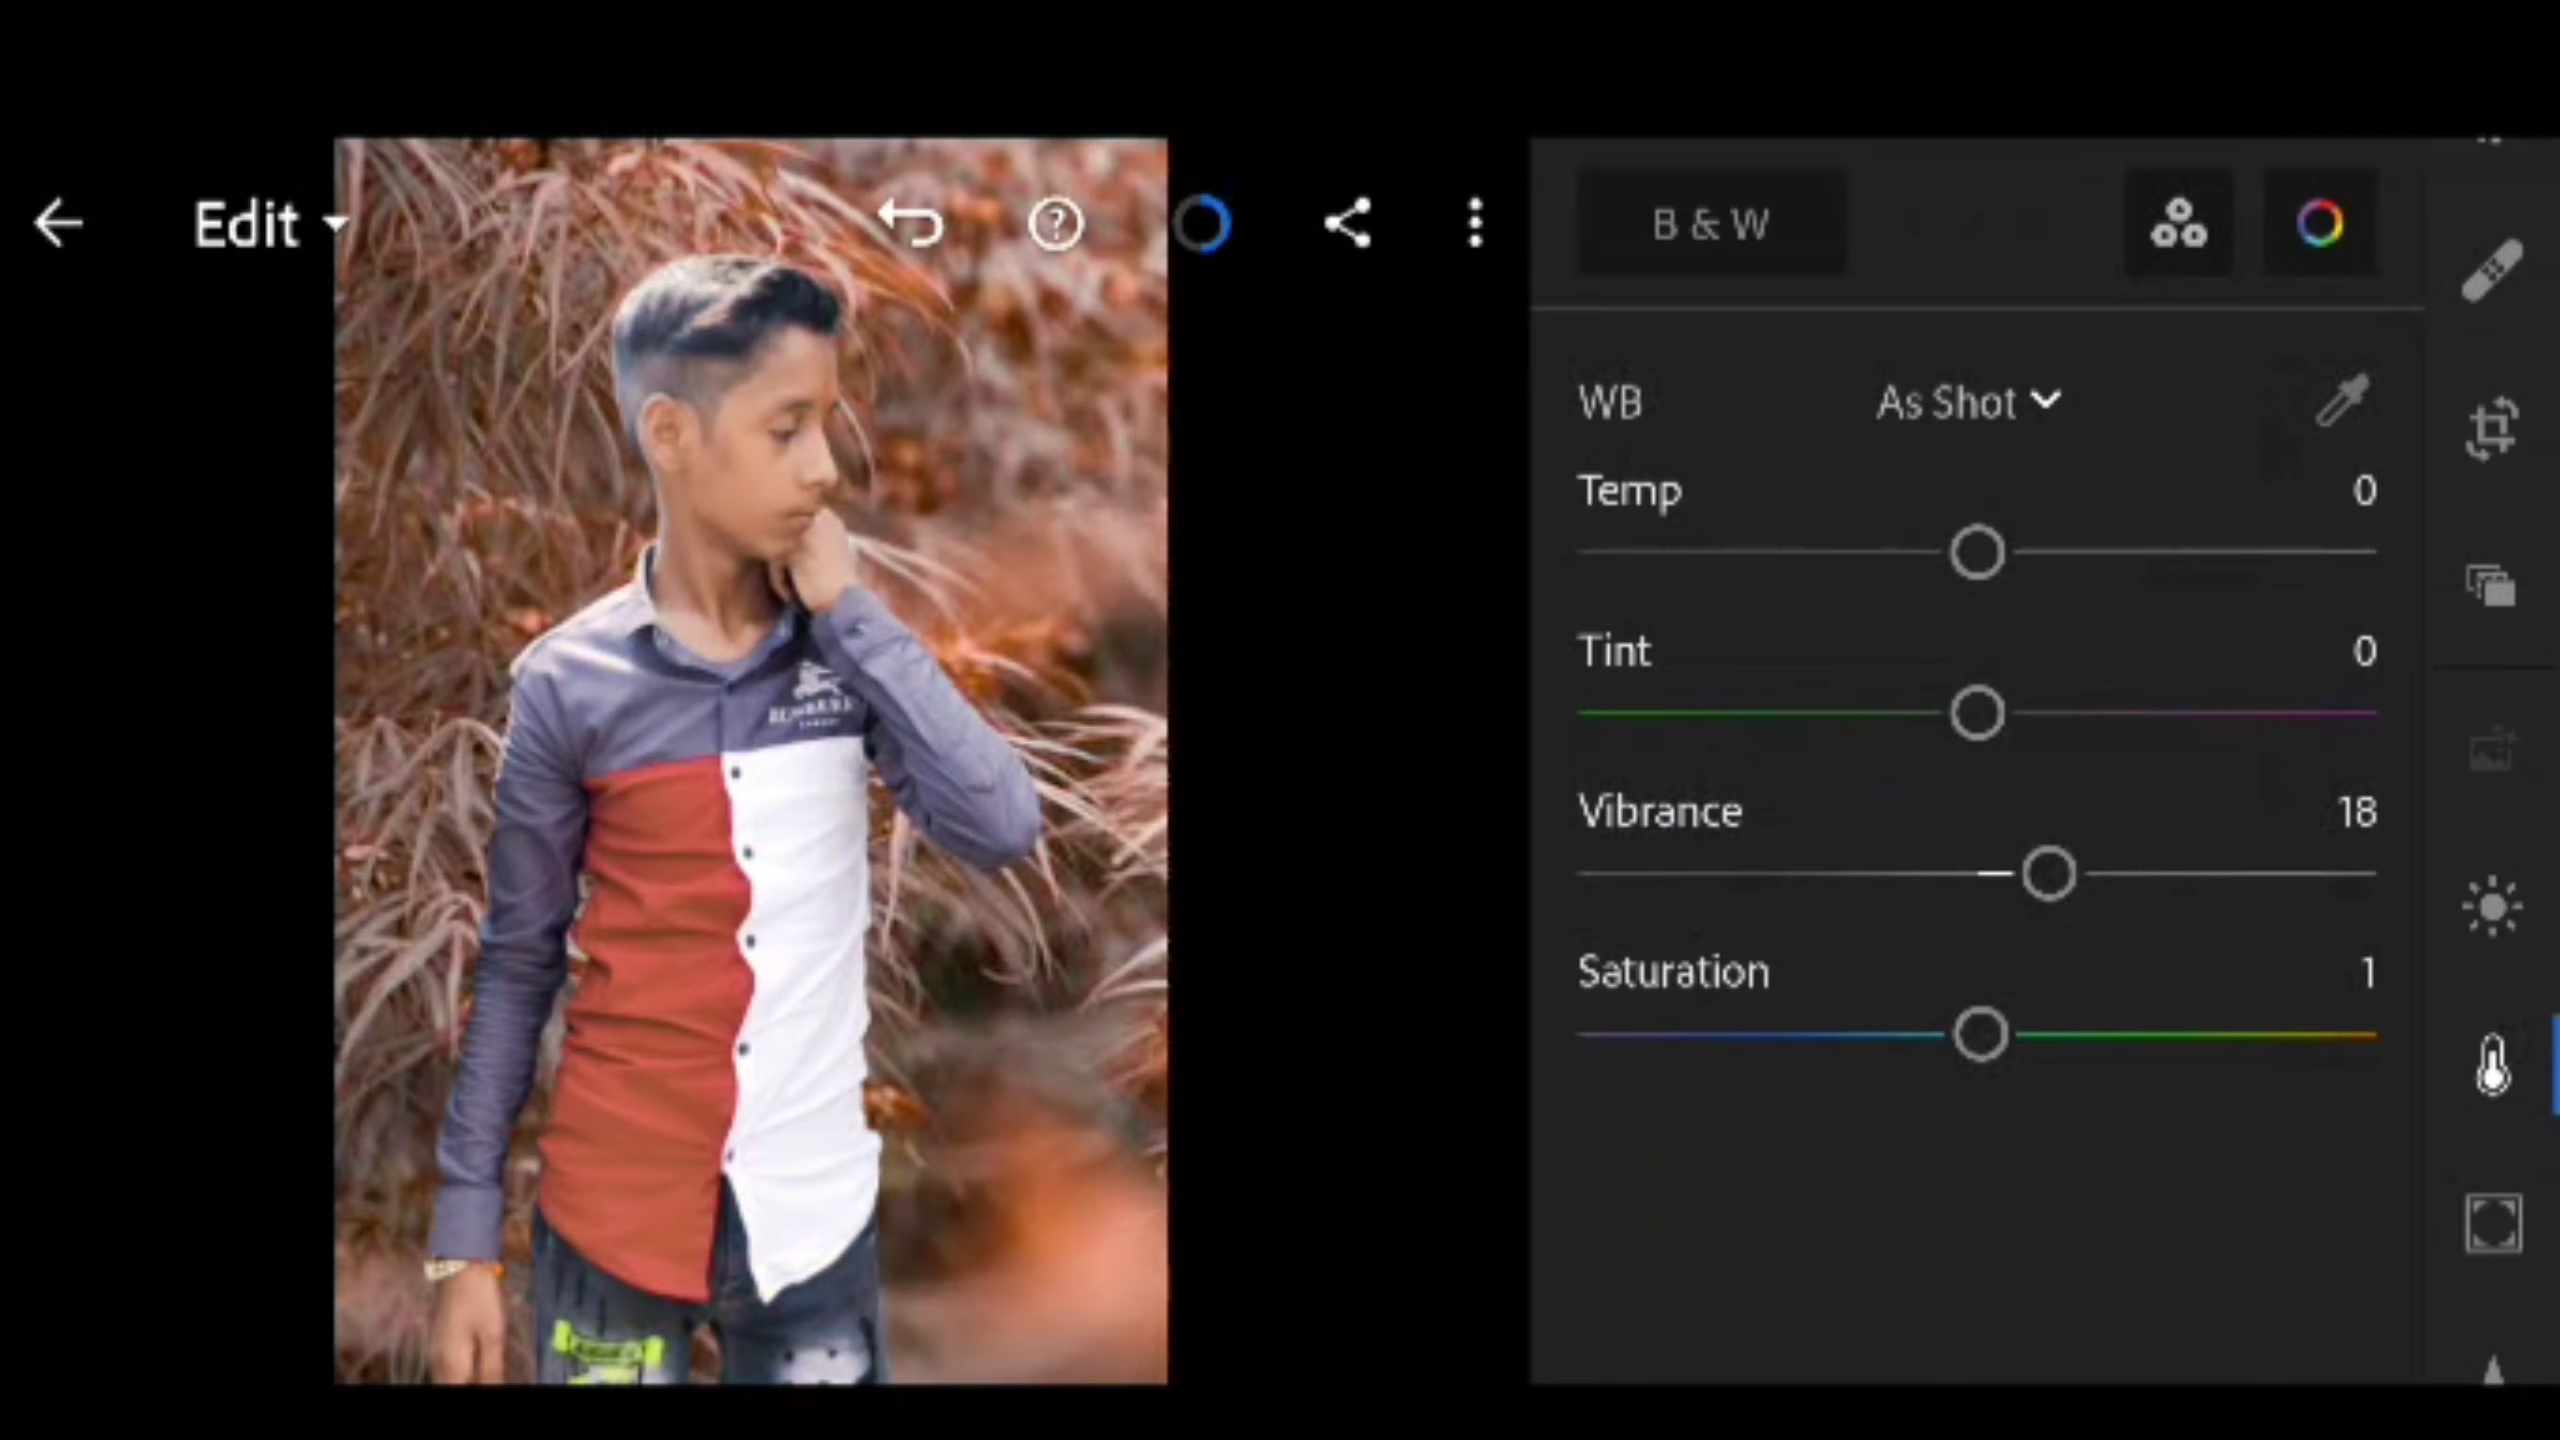 Edit
B & W
WB As Shot
Temp 0
Tint 0
Vibrance 18
Saturation 1